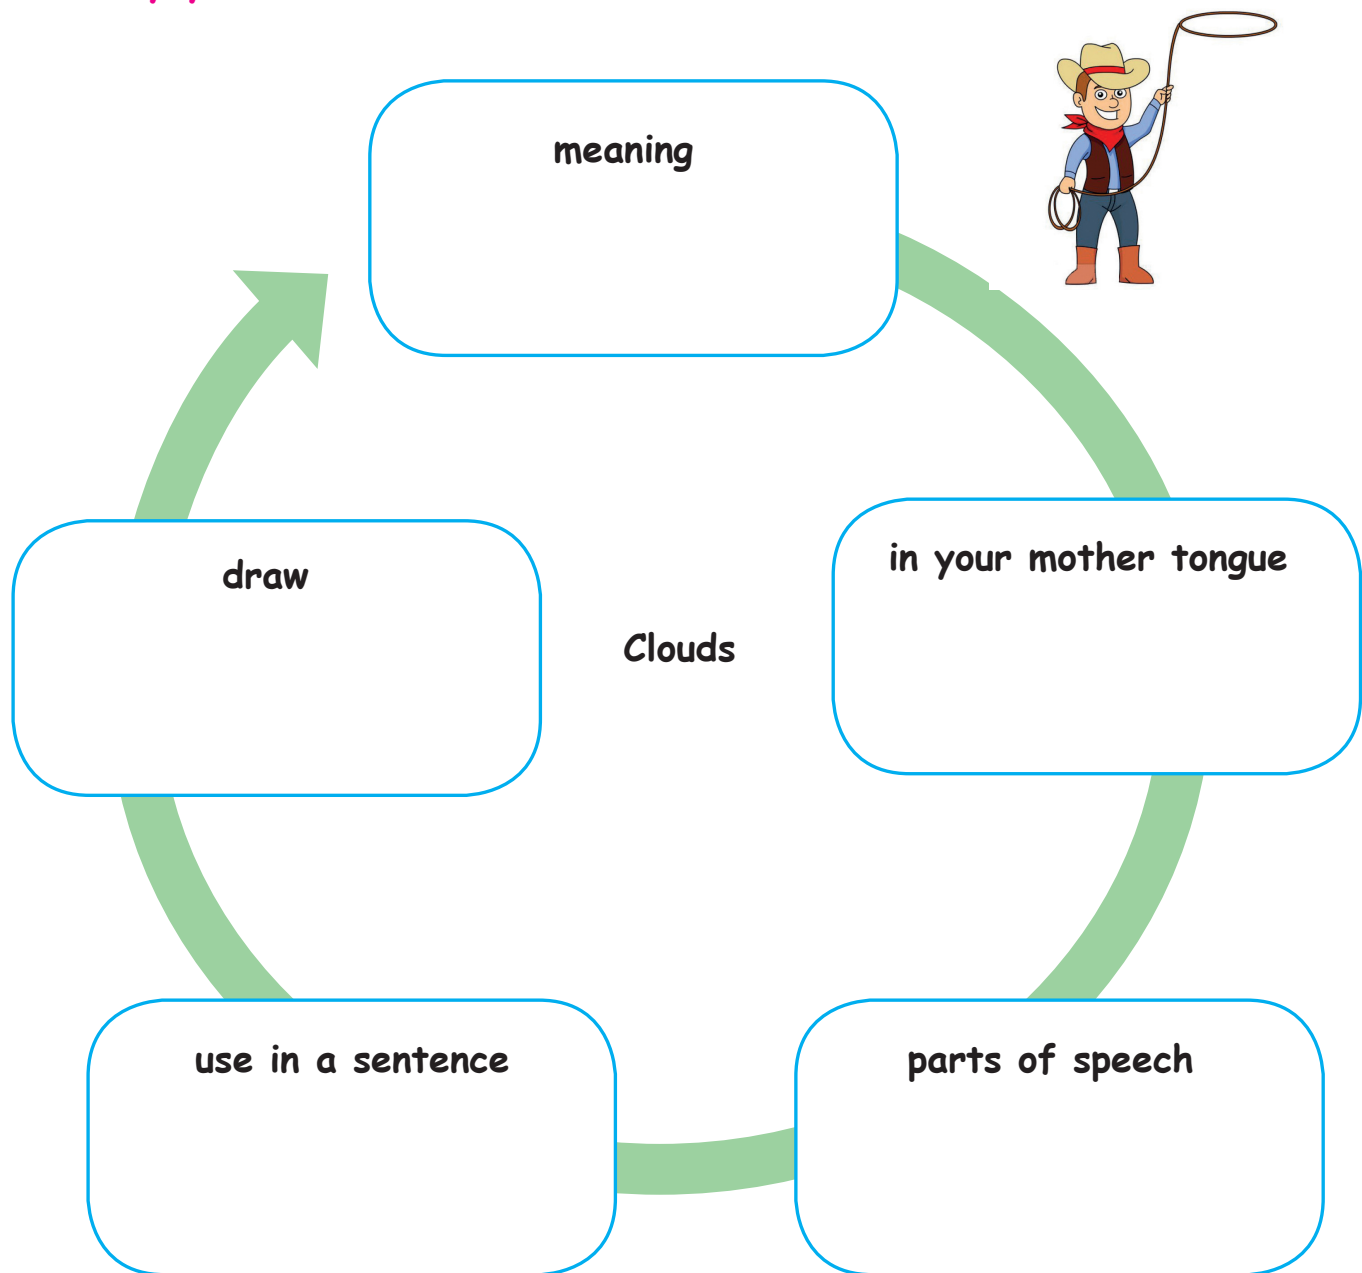 meaning
in your mother tongue
draw
Clouds
use in a sentence
parts of speech